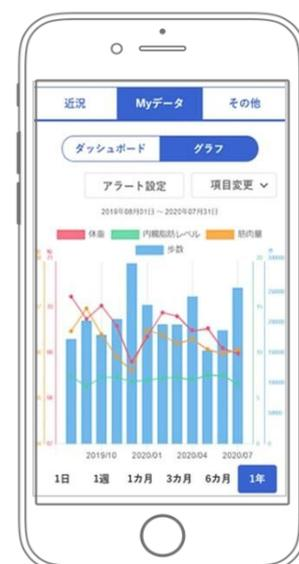 近況 Myデータ その他
ダッシュボード グラフ
アラート設定 項目変更
2019年08月01日 ～ 2020年07月31日
体重 内臓脂肪レベル 筋肉量
歩数
2019/10 2020/01 2020/04 2020/07
1日 1週 1カ月 3カ月 6カ月 1年